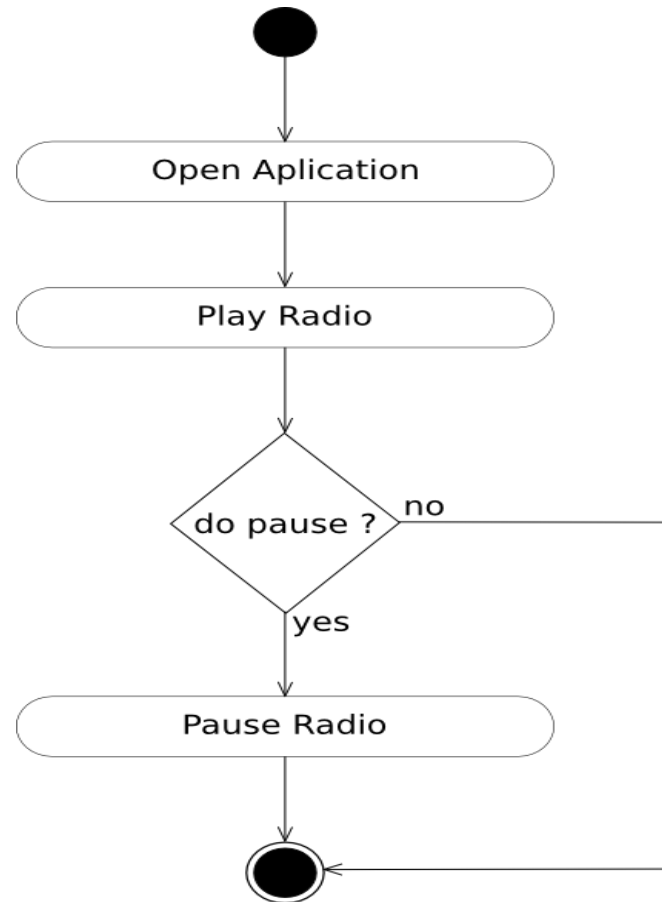 Open Aplication
Play Radio
do pause ?
no
yes
Pause Radio